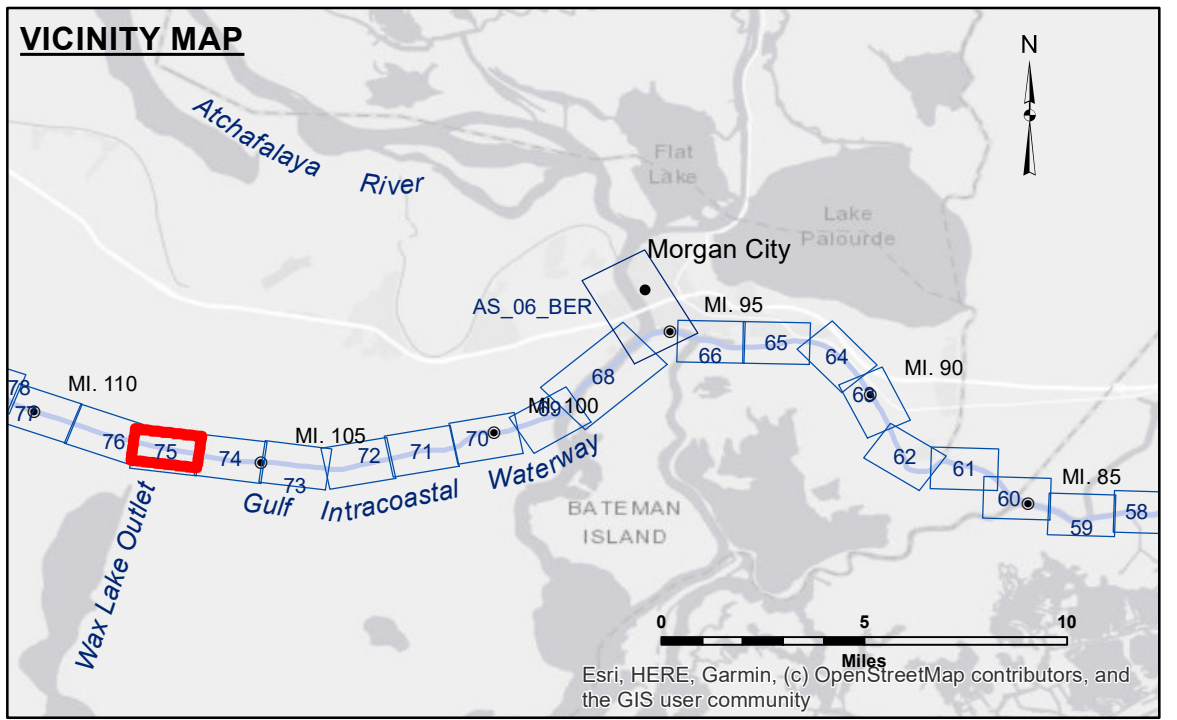 VICINITY MAP
N
Atchafalaya
River
Flat
Lake
Lake
Palourde
Morgan City
AS_06_BER
MI. 95
66
65
64
MI. 90
68
78
MI. 110
77
69
MI. 100
76
75
74
MI. 105
73
72
71
70
62
61
60
MI. 85
59
58
Gulf
Intracoastal
Waterway
Wax Lake Outlet
BATEMAN
ISLAND
0 5 10
Miles
Esri, HERE, Garmin, (c) OpenStreetMap contributors, and
the GIS user community